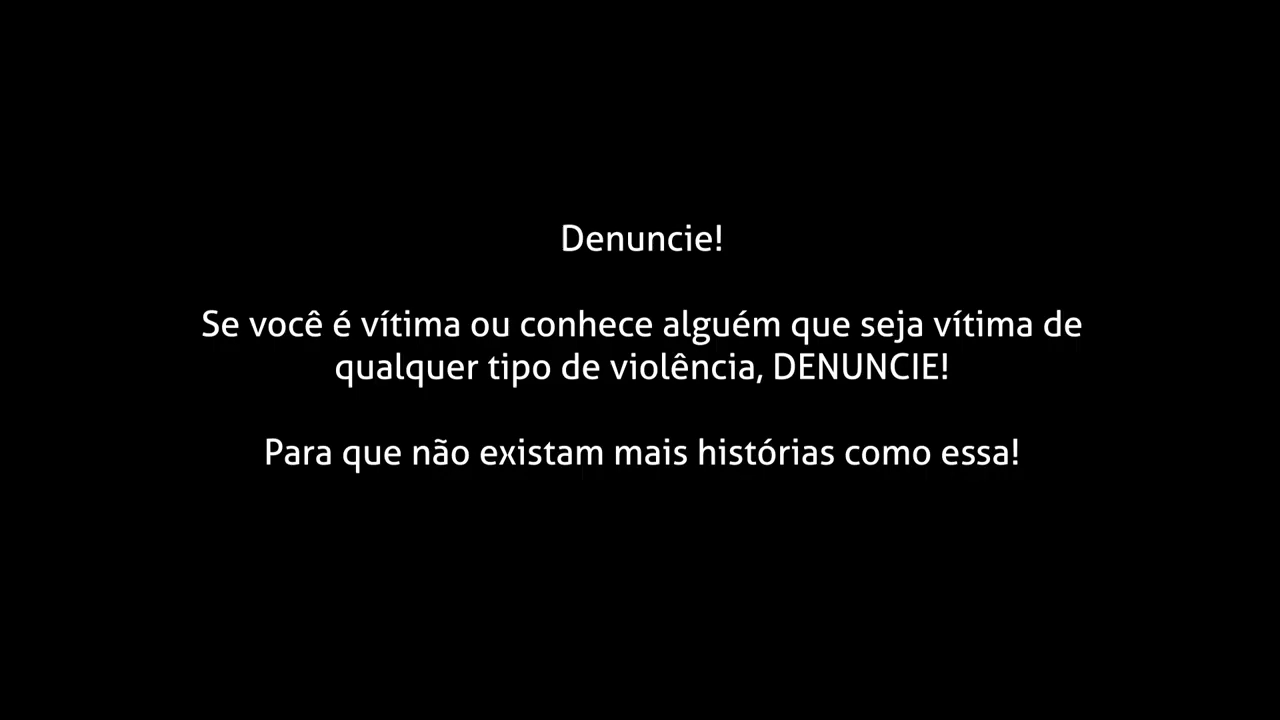 Denuncie!
Se você é vítima ou conhece alguém que seja vítima de
qualquer tipo de violência, DENUNCIE!
Para que não existam mais histórias como essa!